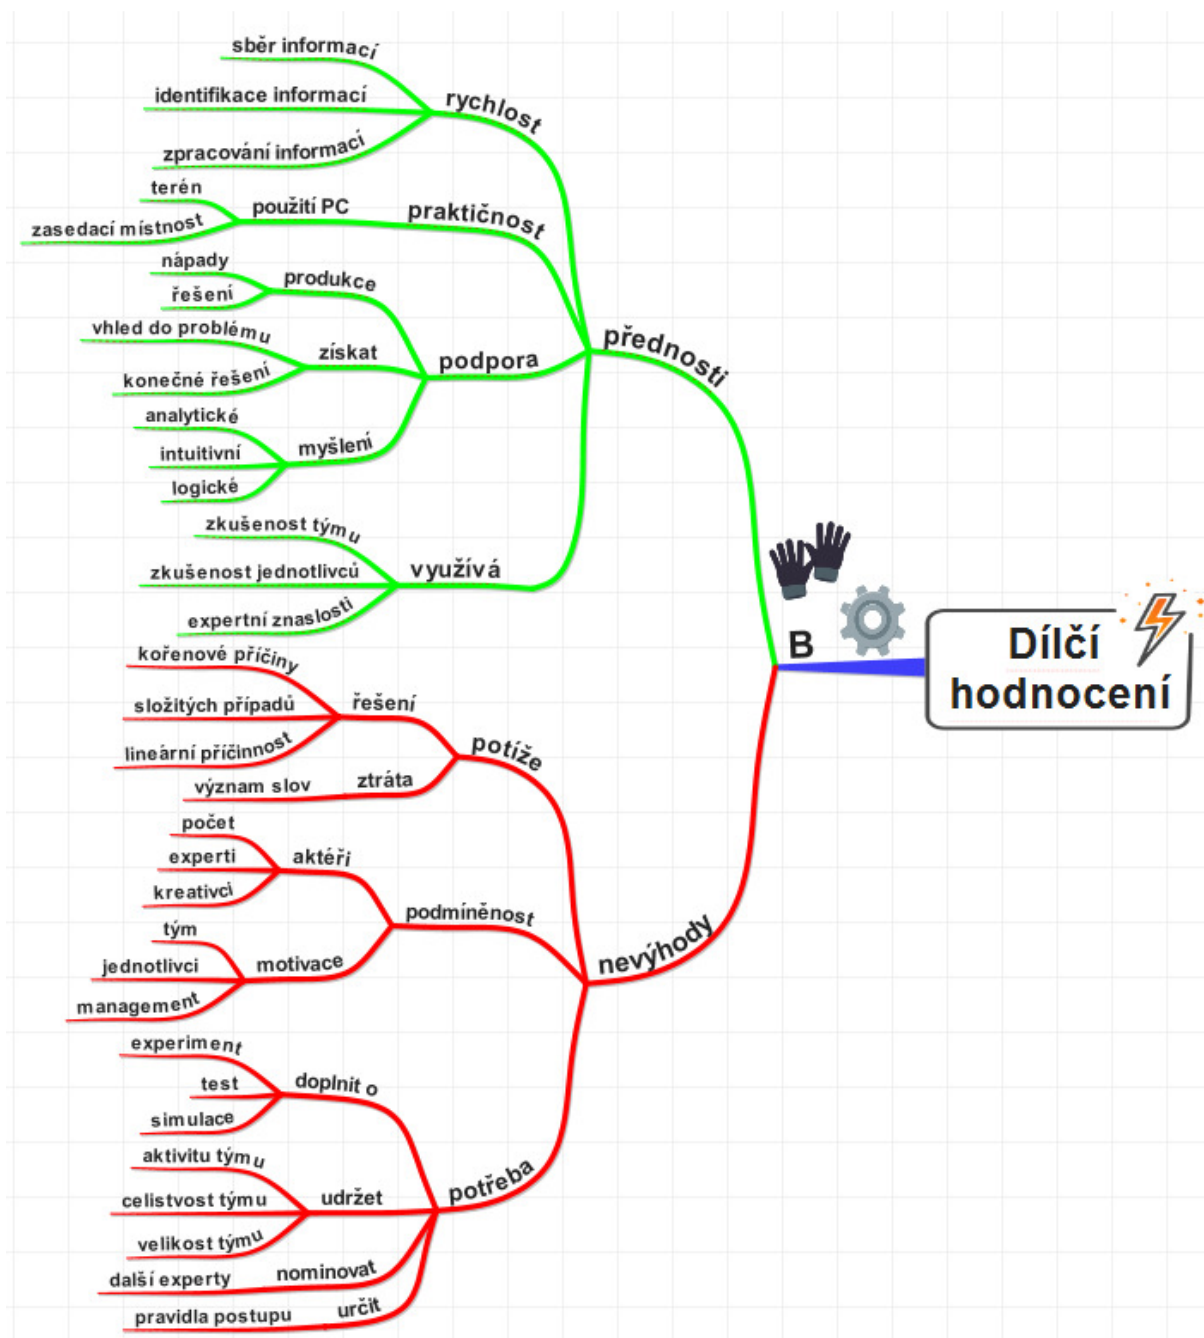 sběr informací
identifikace informací
zpracování informací
rychlost
terén
zasedací místnost
použití PC
praktičnost
nápady
řešení
produkce
vhled do problému
konečné řešení
získat
analytické
intuitivní
logické
myšlení
podpora
zkušenost týmu
zkušenost jednotlivců
expertní znaslosti
využívá
přednosti
kořenové příčiny
složitých případů
lineární příčinnost
řešení
význam slov
ztráta
potíže
počet
experti
kreativci
aktéři
tým
jednotlivci
management
motivace
podmíněnost
experiment
test
simulace
doplnit o
aktivitu týmu
celistvost týmu
velikost týmu
udržet
další experty
nominovat
pravidla postupu
určit
potřeba
nevýhody
B
Dílčí
hodnocení